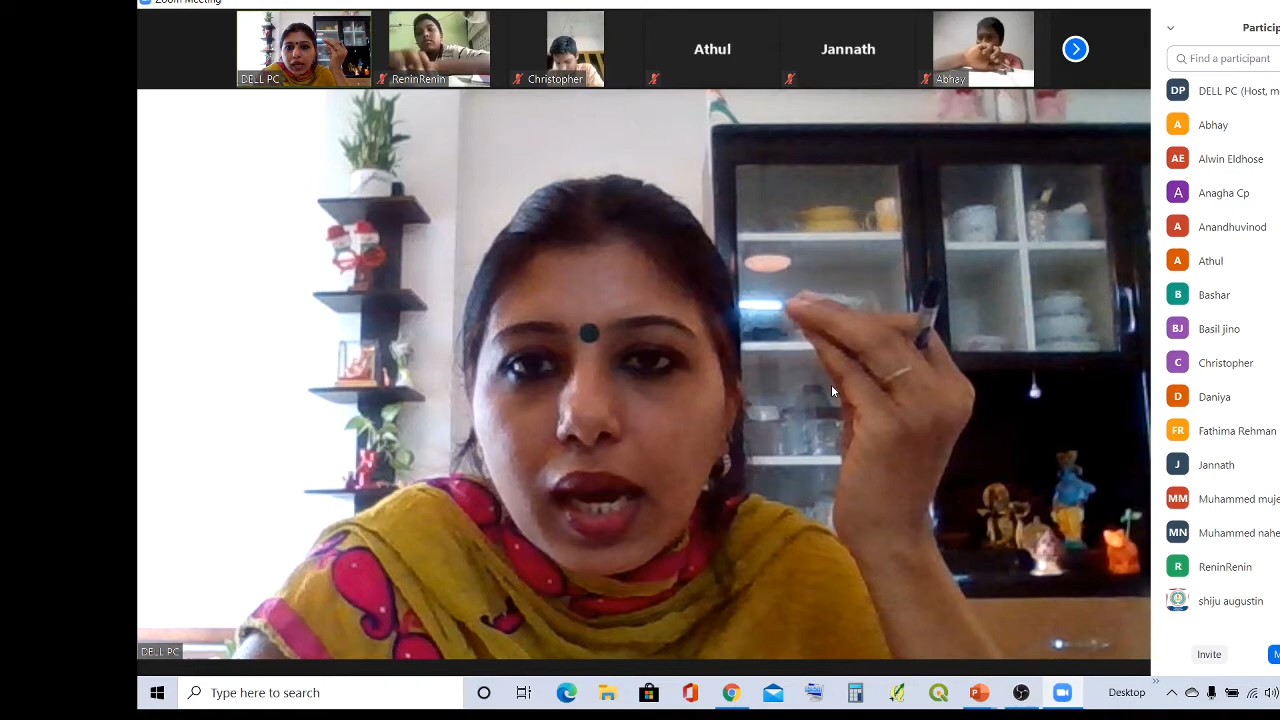 Zoom Meeting
DELL PC
ReninRenin
Christopher
Athul
Jannath
Abhay
Particip
Find a participant
DP DELL PC (Host, m
A Abhay
AE Alwin Eldhose
A Anagha Cp
A Anandhuvinod
A Athul
B Bashar
BJ Basil jino
C Christopher
D Daniya
FR Fathima Rehman
J Jannath
MM Muhammed muje
MN Muhammed nahe
R ReninRenin
shiju augustin
Invite
M
DELL PC
Type here to search
Desktop